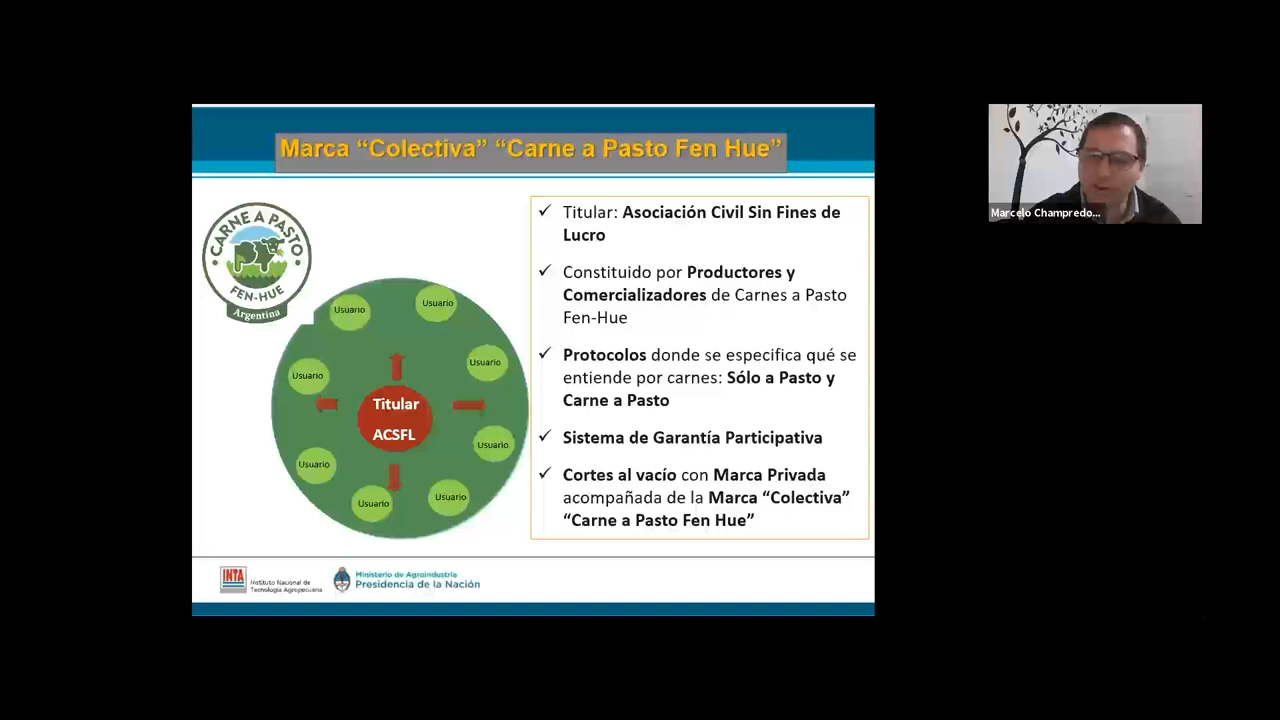 Marca “Colectiva” “Carne a Pasto Fen Hue”
CARNE A PASTO
FEN-HUE
Argentina
Usuario
Usuario
Usuario
Usuario
Usuario
Usuario
Usuario
Usuario
Titular
ACSFL
Titular: Asociación Civil Sin Fines de
Lucro
Constituido por Productores y
Comercializadores de Carnes a Pasto
Fen-Hue
Protocolos donde se especifica qué se
entiende por carnes: Sólo a Pasto y
Carne a Pasto
Sistema de Garantía Participativa
Cortes al vacío con Marca Privada
acompañada de la Marca “Colectiva”
“Carne a Pasto Fen Hue”
INTA
Instituto Nacional de
Tecnología Agropecuaria
Ministerio de Agroindustria
Presidencia de la Nación
Marcelo Champredo...